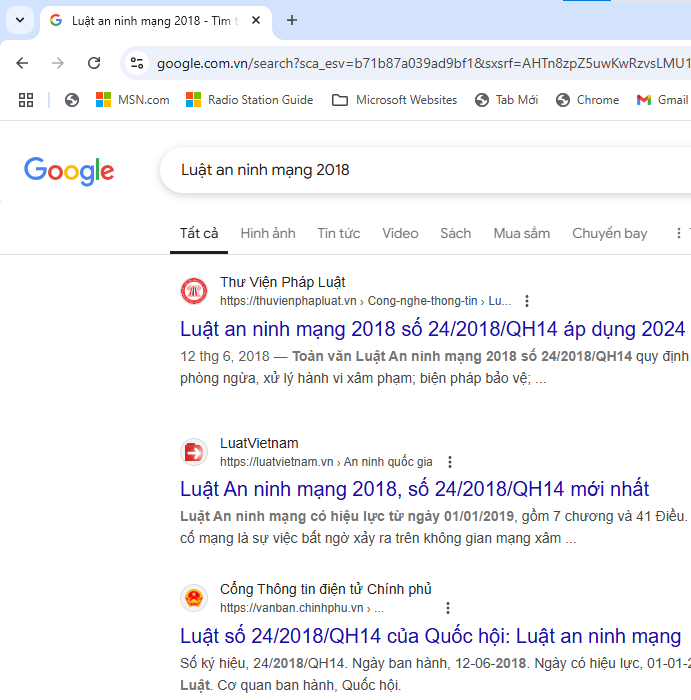 Luật an ninh mạng 2018 - Tìm t
google.com.vn/search?sca_esv=b71b87a039ad9bf1&sxsrf=AHTn8zpZ5uwKwRzvsLMU1
MSN.com Radio Station Guide Microsoft Websites Tab Mới Chrome Gmail
Google
Luật an ninh mạng 2018
Tất cả Hình ảnh Tin tức Video Sách Mua sắm Chuyến bay
Thư Viện Pháp Luật
https://thuvienphapluat.vn › Cong-nghe-thong-tin › Lu...
Luật an ninh mạng 2018 số 24/2018/QH14 áp dụng 2024
12 thg 6, 2018 — Toàn văn Luật An ninh mạng 2018 số 24/2018/QH14 quy định
phòng ngừa, xử lý hành vi xâm phạm; biện pháp bảo vệ; ...
LuatVietnam
https://luatvietnam.vn › An ninh quốc gia
Luật An ninh mạng 2018, số 24/2018/QH14 mới nhất
Luật An ninh mạng có hiệu lực từ ngày 01/01/2019, gồm 7 chương và 41 Điều.
cố mạng là sự việc bất ngờ xảy ra trên không gian mạng xâm ...
Cổng Thông tin điện tử Chính phủ
https://vanban.chinhphu.vn › ...
Luật số 24/2018/QH14 của Quốc hội: Luật an ninh mạng
Số ký hiệu, 24/2018/QH14. Ngày ban hành, 12-06-2018. Ngày có hiệu lực, 01-01-2
Luật. Cơ quan ban hành, Quốc hội.